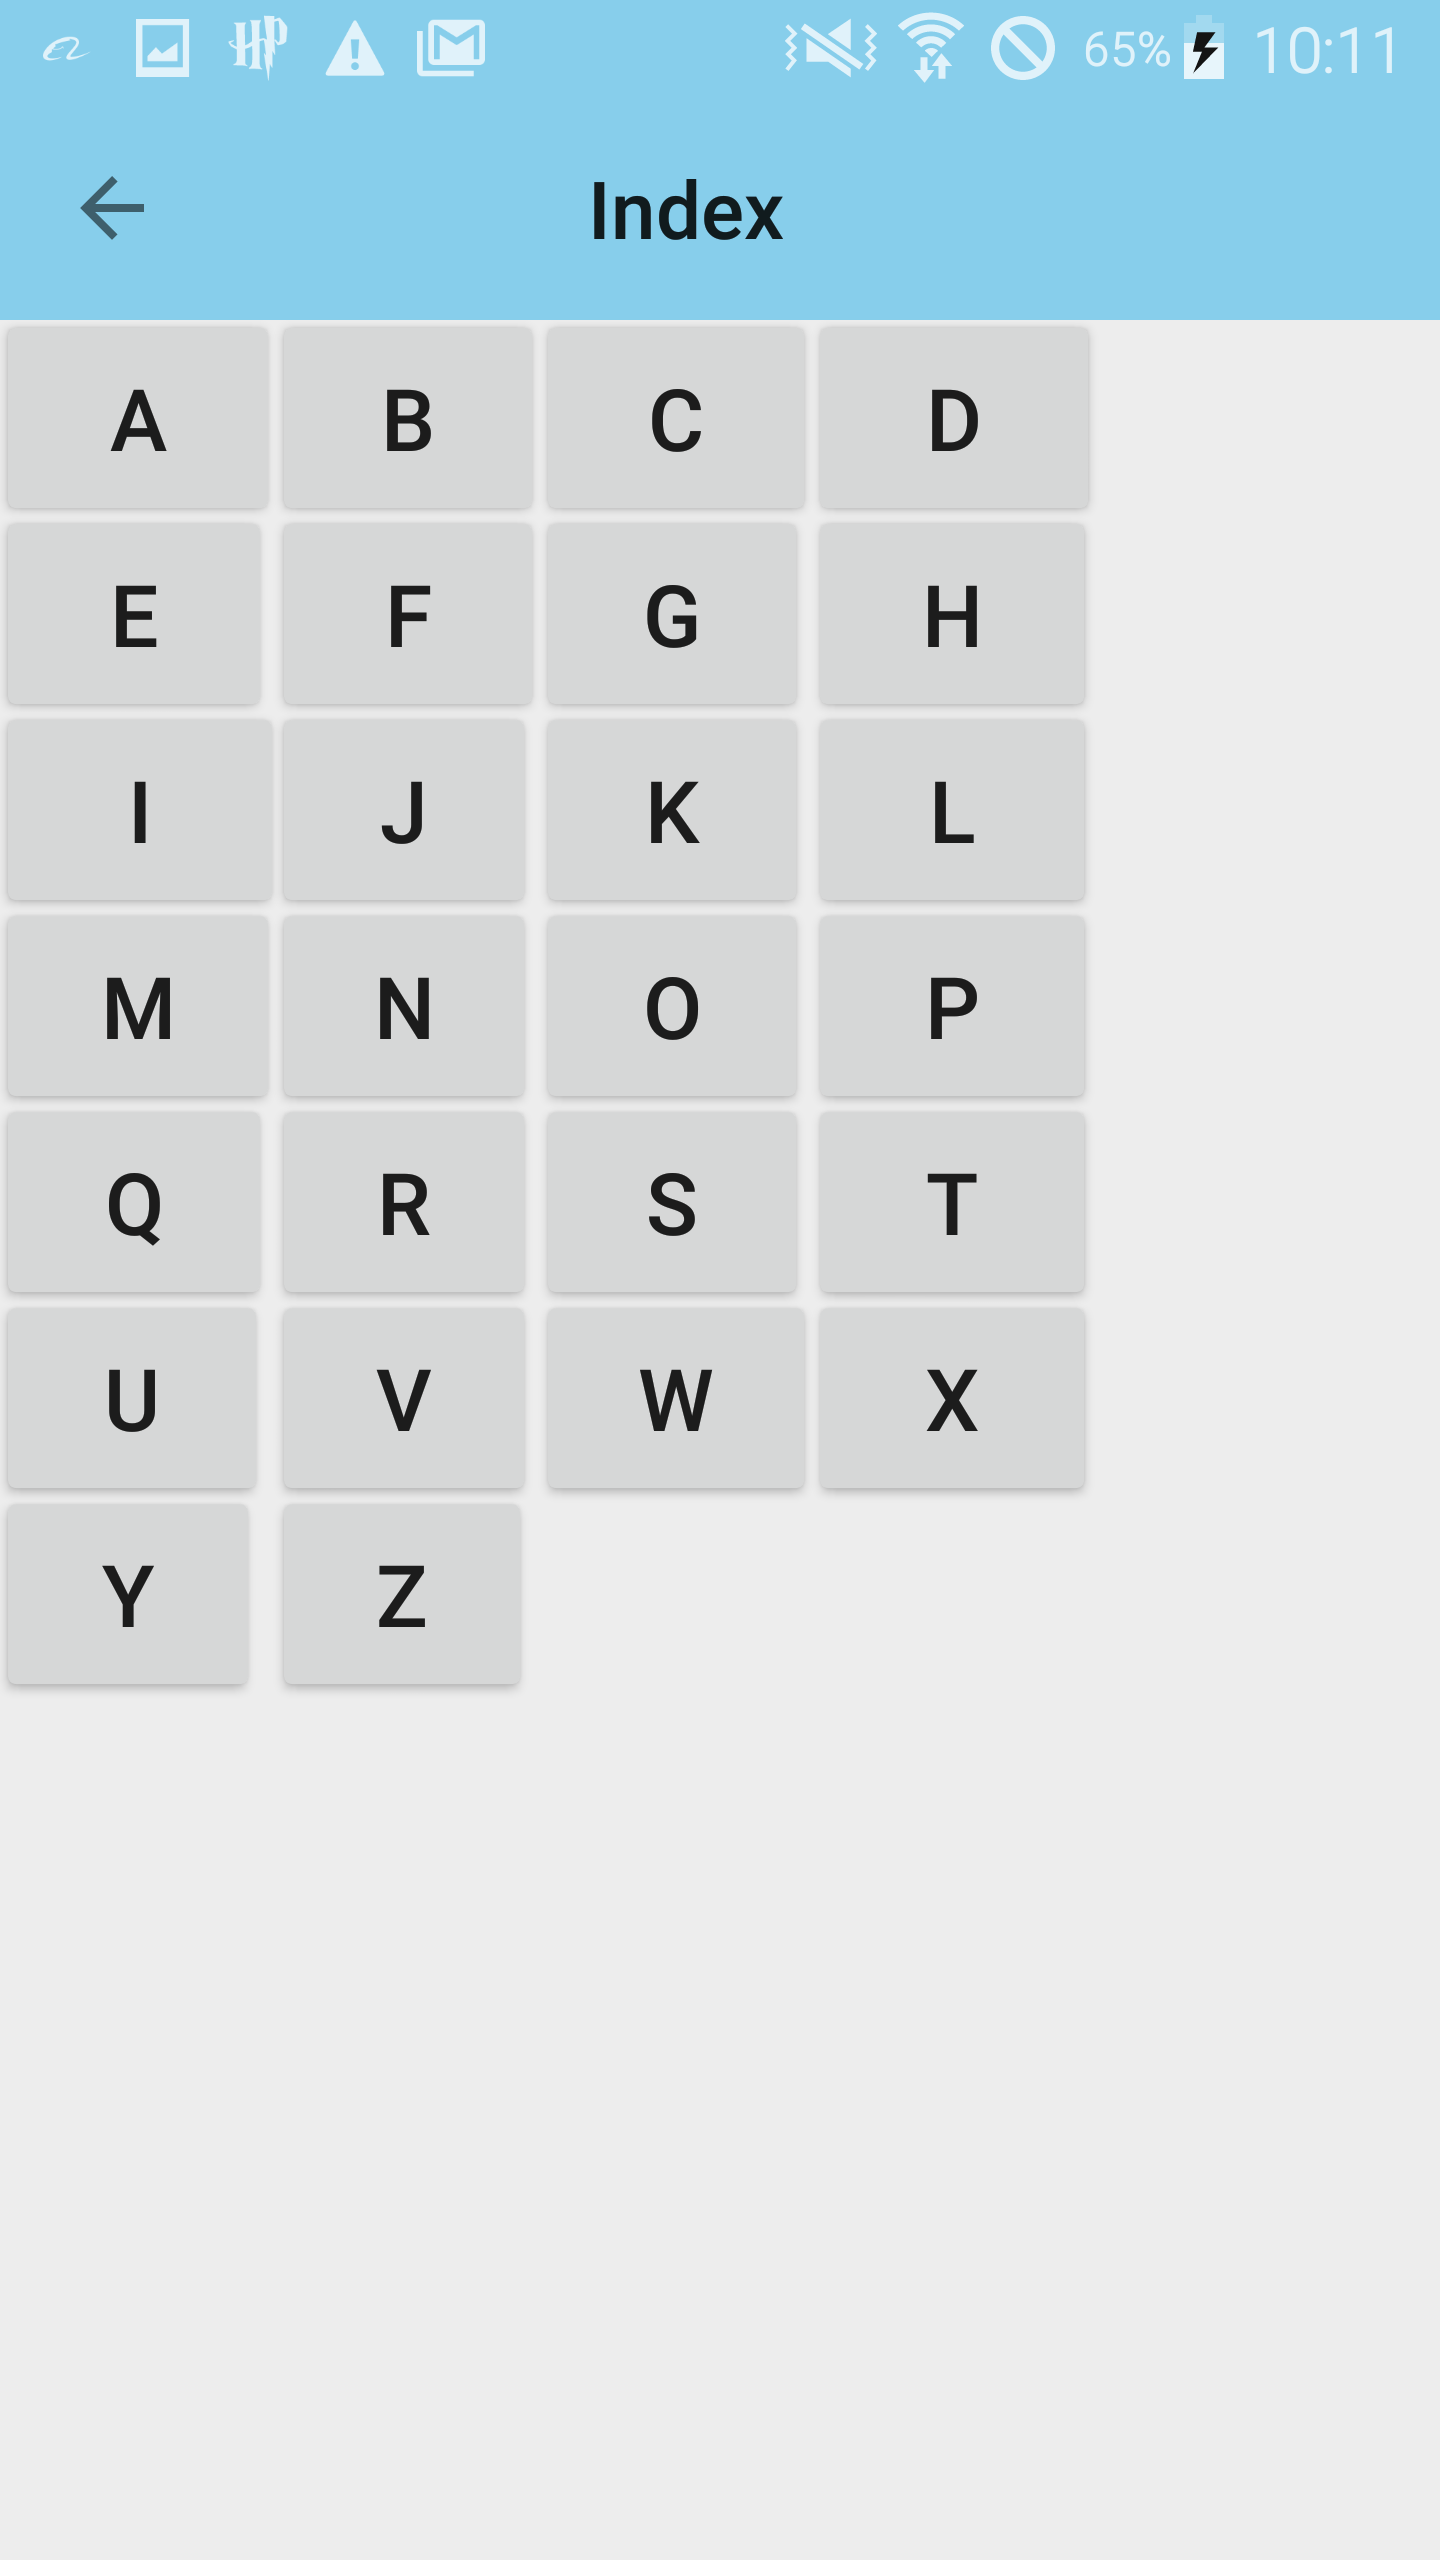 65% 10:11
Index
A B C D
E F G H
I J K L
M N O P
Q R S T
U V W X
Y Z